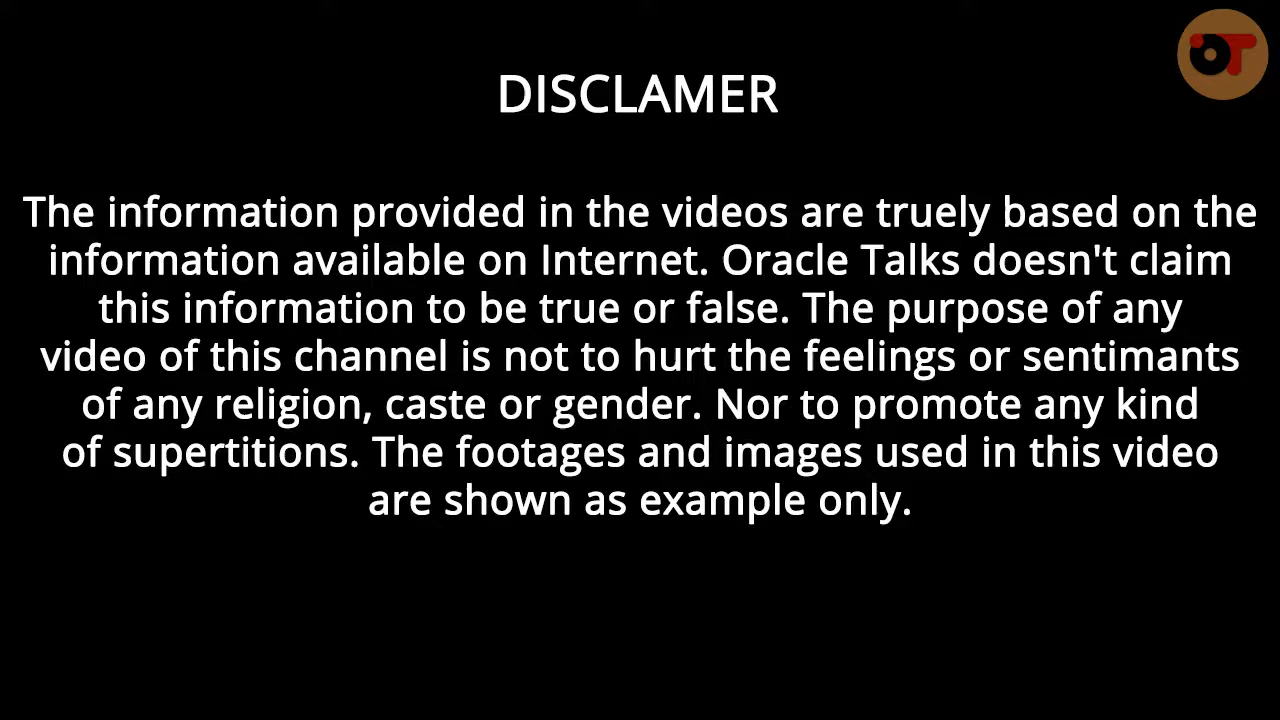 DISCLAMER
The information provided in the videos are truely based on the
information available on Internet. Oracle Talks doesn't claim
this information to be true or false. The purpose of any
video of this channel is not to hurt the feelings or sentimants
of any religion, caste or gender. Nor to promote any kind
of supertitions. The footages and images used in this video
are shown as example only.